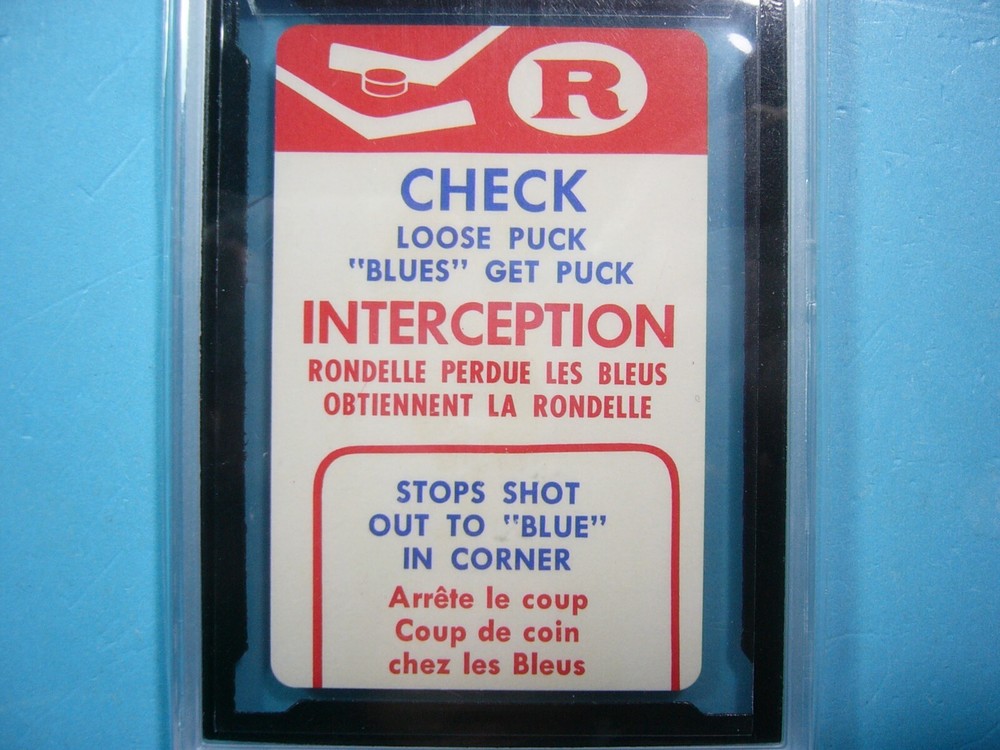 R
CHECK
LOOSE PUCK
"BLUES" GET PUCK
INTERCEPTION
RONDELLE PERDUE LES BLEUS
OBTIENNENT LA RONDELLE
STOPS SHOT
OUT TO "BLUE"
IN CORNER
Arrête le coup
Coup de coin
chez les Bleus